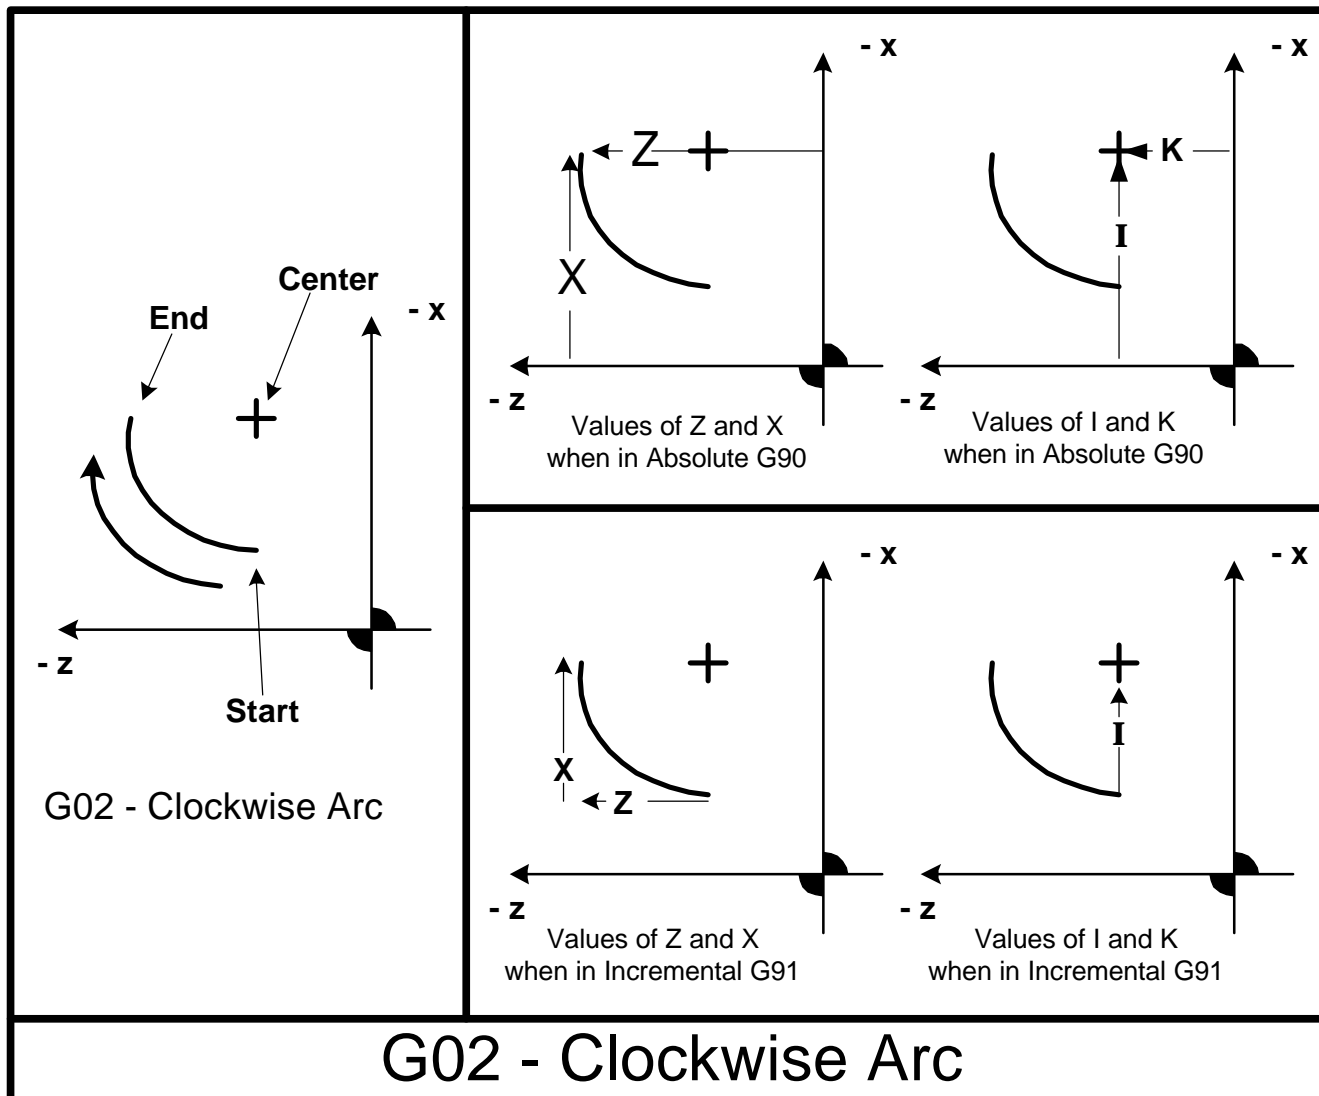 Center
End
- x
- z
Start
G02 - Clockwise Arc
- x
Z
X
- z
Values of Z and X
when in Absolute G90
- x
K
I
- z
Values of I and K
when in Absolute G90
- x
X
Z
- z
Values of Z and X
when in Incremental G91
- x
I
- z
Values of I and K
when in Incremental G91
G02 - Clockwise Arc